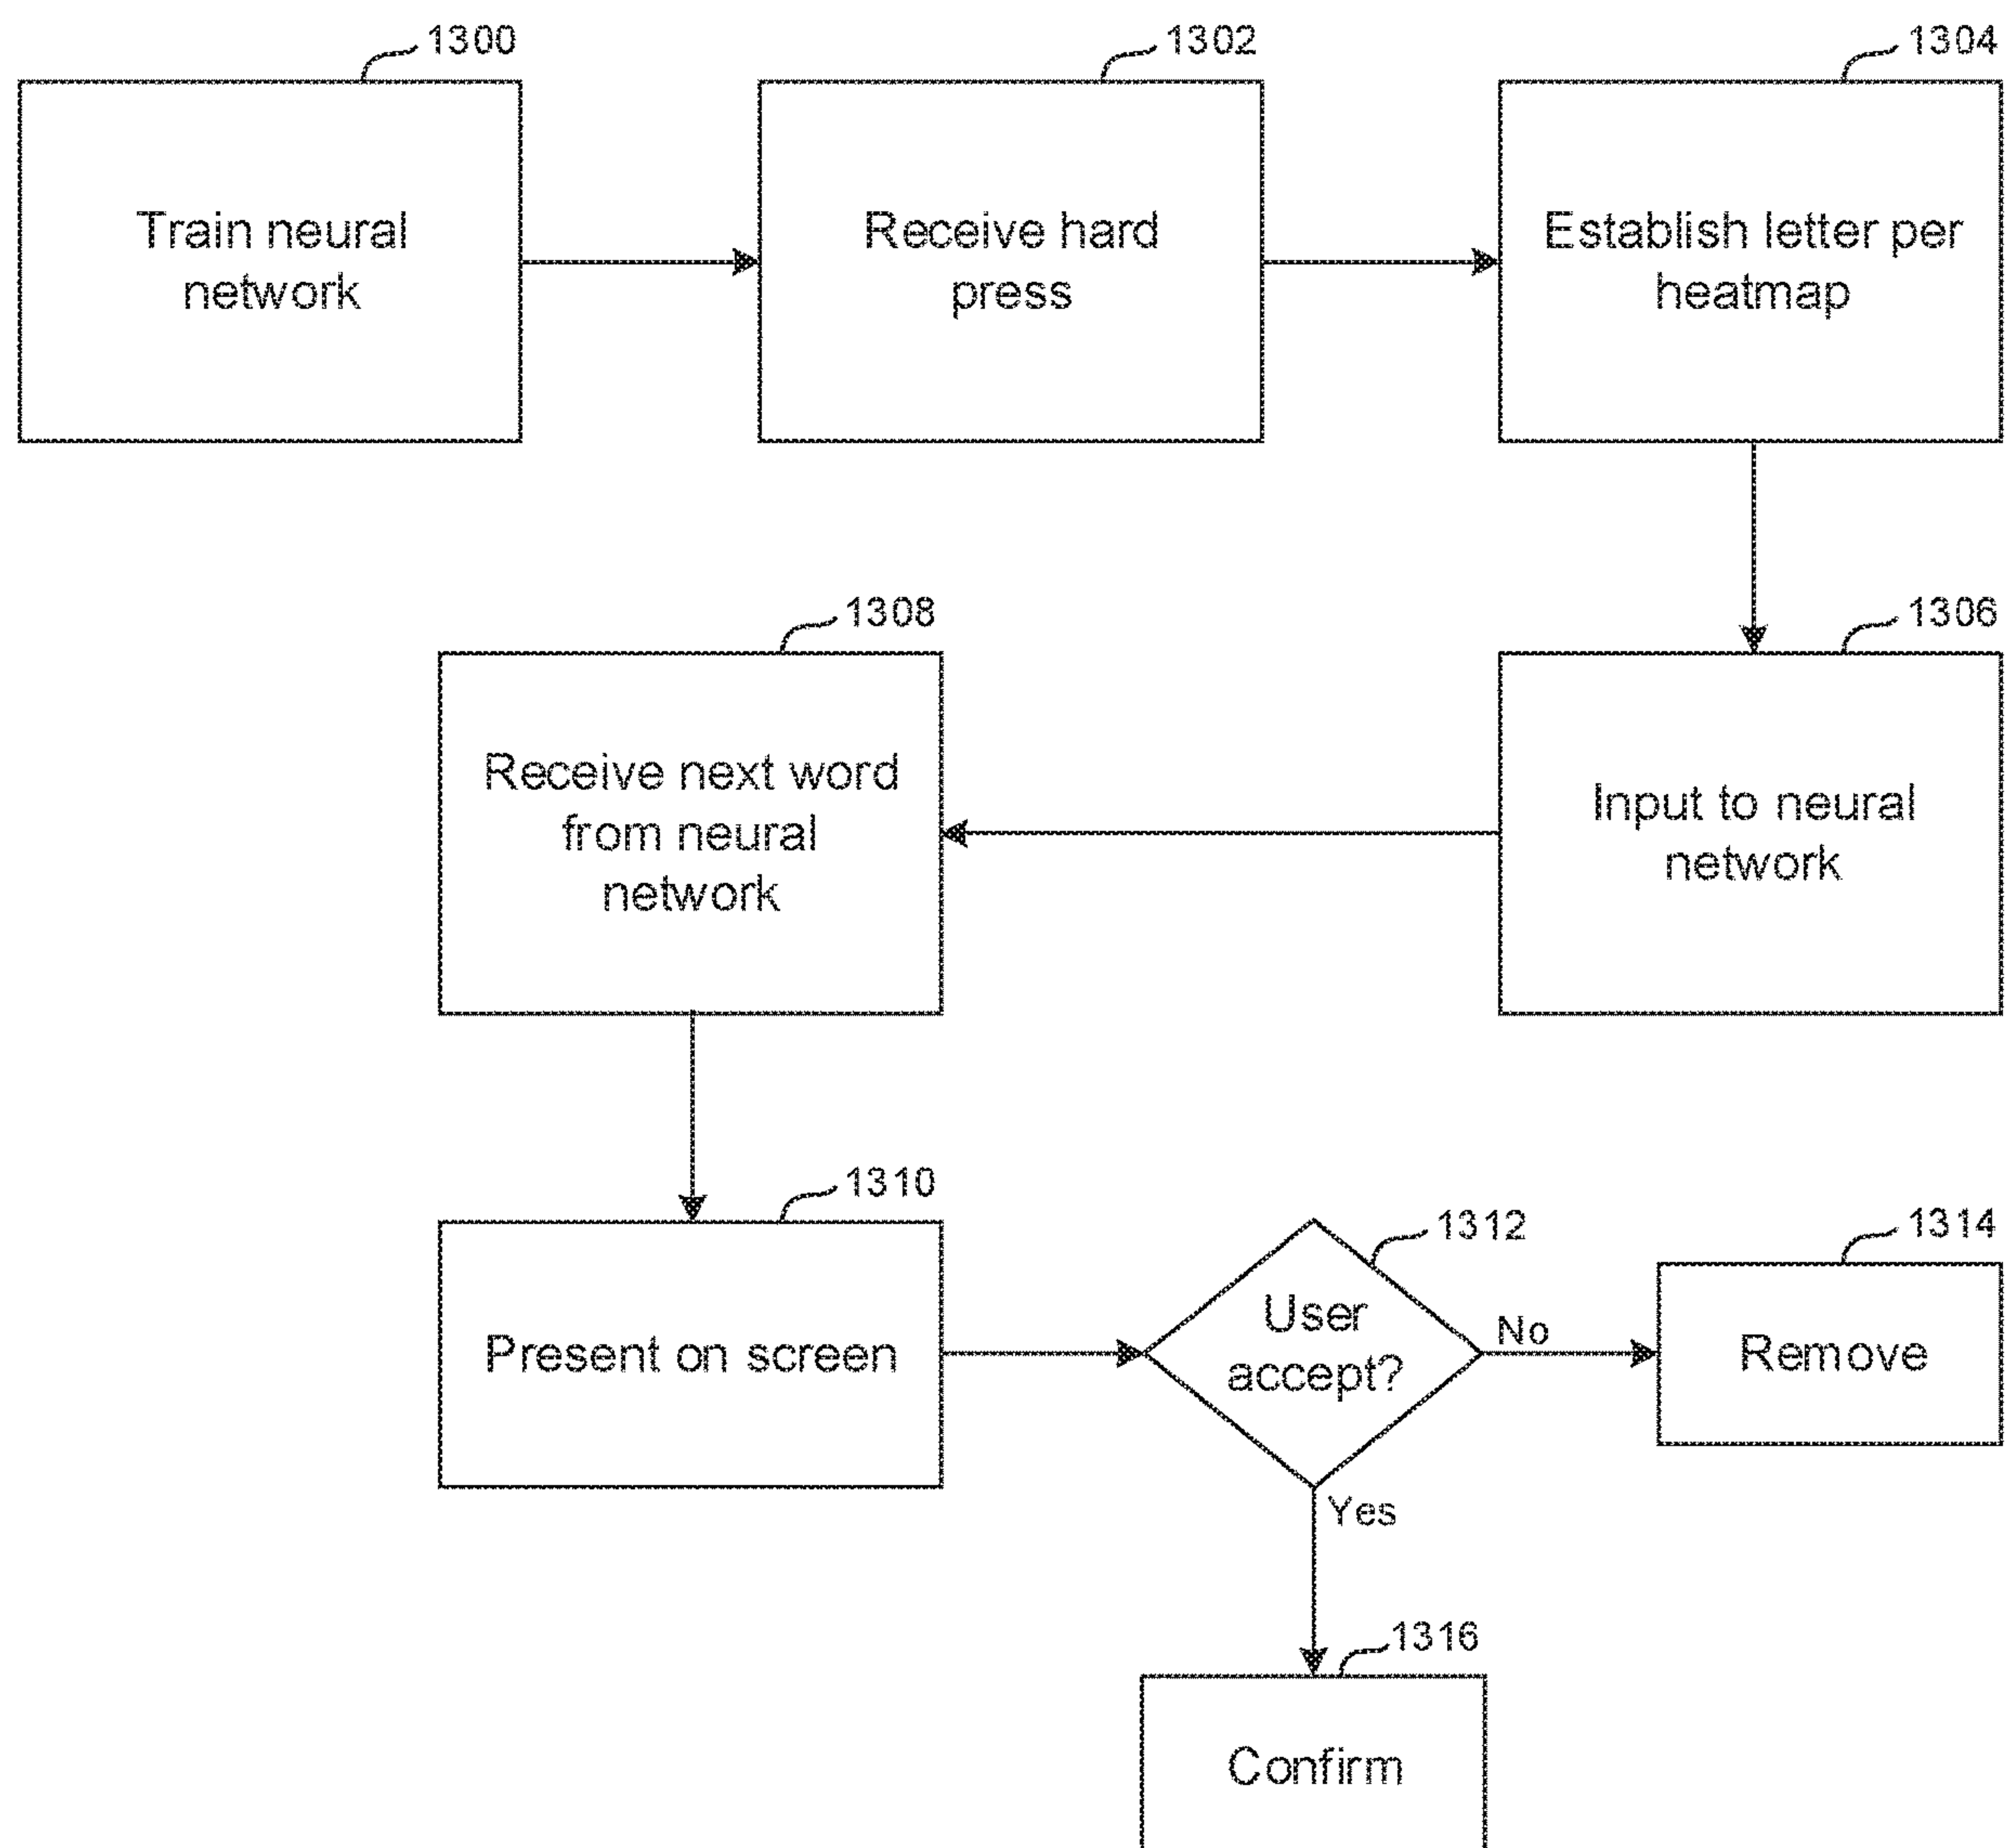 1300
Train neural
network
1302
Receive hard
press
1304
Establish letter per
heatmap
1306
Input to neural
network
1308
Receive next word
from neural
network
1310
Present on screen
1312
User
accept?
No
1314
Remove
Yes
1316
Confirm